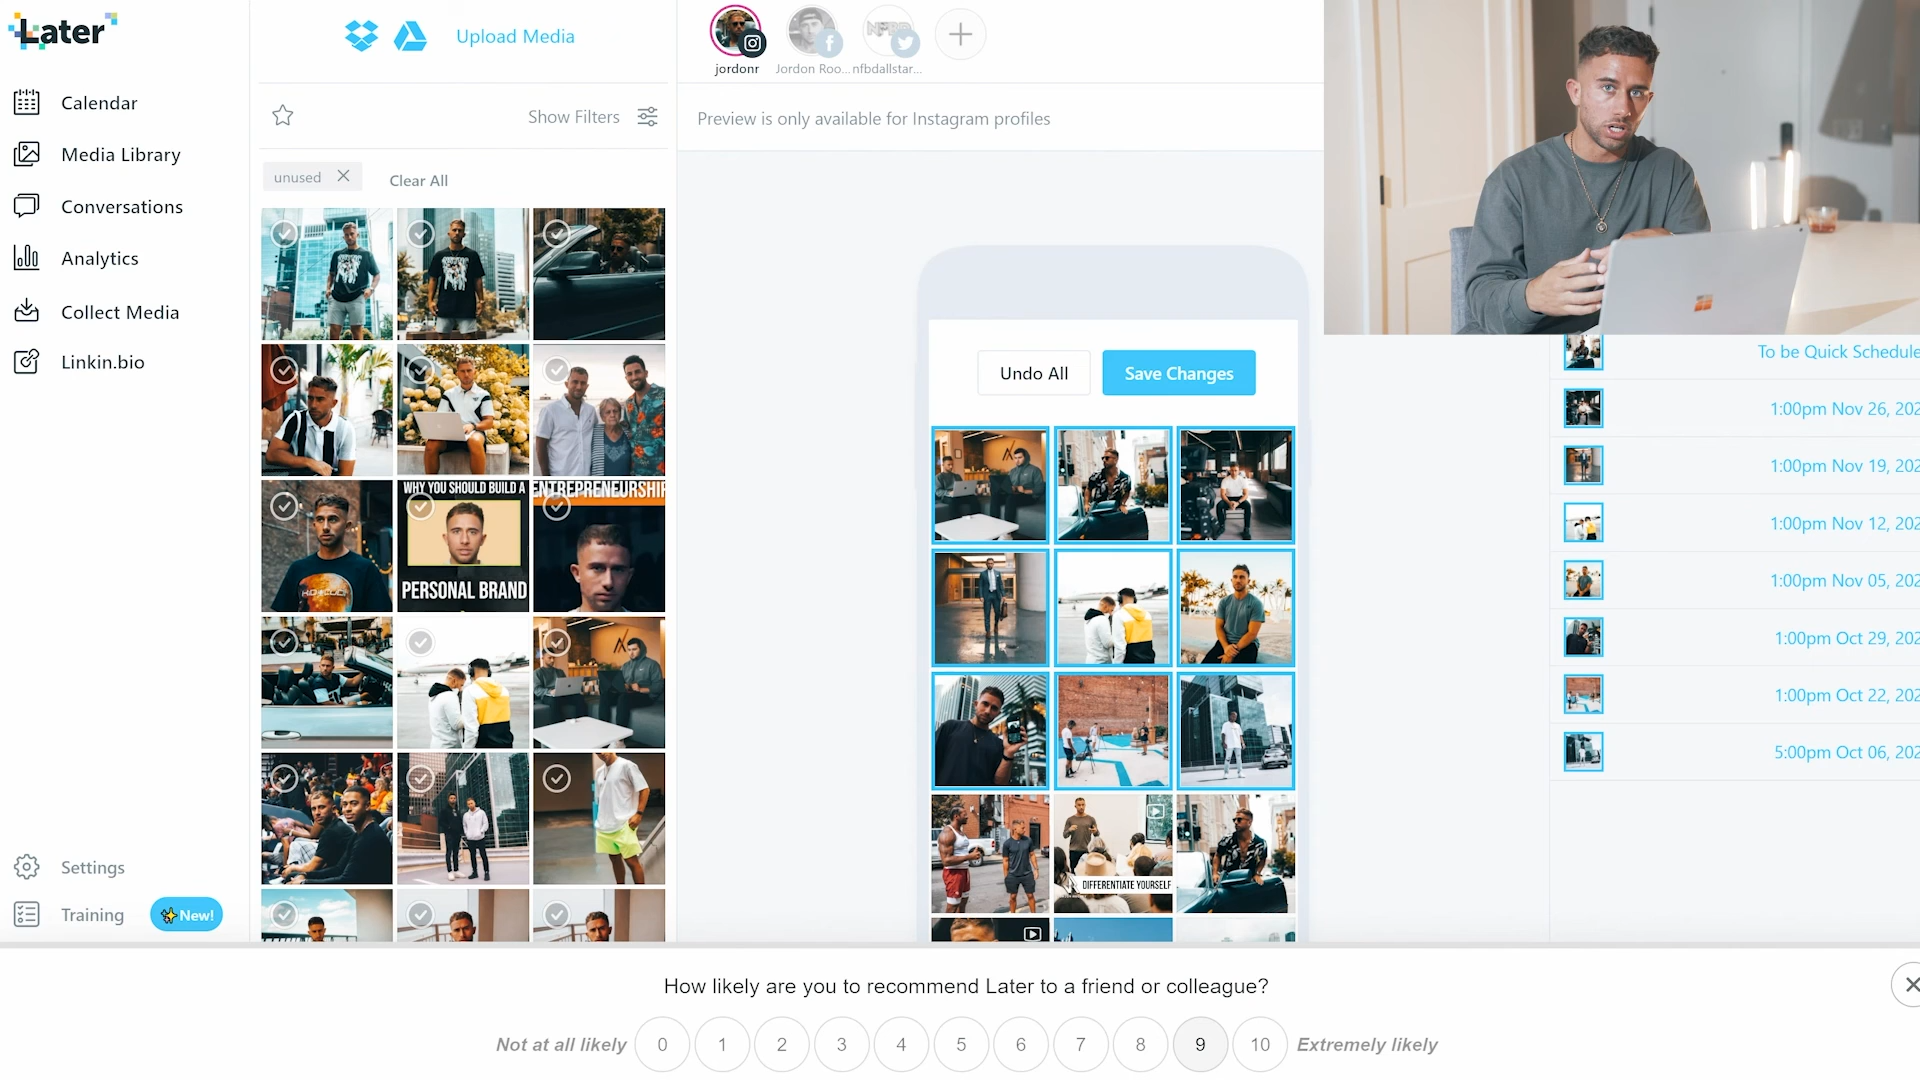 Later
Calendar
Media Library
Conversations
Analytics
Collect Media
Linkin.bio
Settings
Training
New!
Upload Media
Show Filters
unused
Clear All
WHY YOU SHOULD BUILD A
PERSONAL BRAND
ENTREPRENEURSHIP
jordonr
Jordon Roo...
nfbdallstar...
Preview is only available for Instagram profiles
Undo All
Save Changes
DIFFERENTIATE YOURSELF
To be Quick Schedule
1:00pm Nov 26, 202
1:00pm Nov 19, 202
1:00pm Nov 12, 202
1:00pm Nov 05, 202
1:00pm Oct 29, 202
1:00pm Oct 22, 202
5:00pm Oct 06, 202
How likely are you to recommend Later to a friend or colleague?
Not at all likely 0 1 2 3 4 5 6 7 8 9 10 Extremely likely